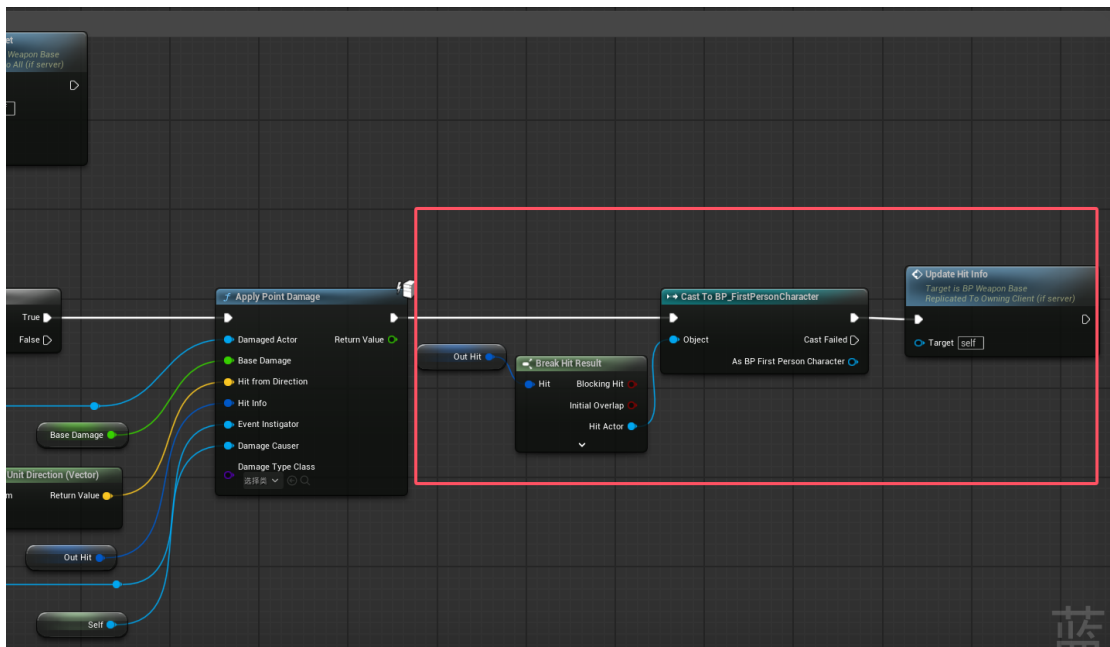 et
Weapon Base
o All (if server)
True
False
Apply Point Damage
Damaged Actor
Return Value
Base Damage
Hit from Direction
Hit Info
Event Instigator
Damage Causer
Damage Type Class
选择类
Base Damage
Unit Direction (Vector)
m
Return Value
Out Hit
Self
Out Hit
Break Hit Result
Hit
Blocking Hit
Initial Overlap
Hit Actor
Cast To BP_FirstPersonCharacter
Object
Cast Failed
As BP First Person Character
Update Hit Info
Target is BP Weapon Base
Replicated To Owning Client (if server)
Target
self
蓝